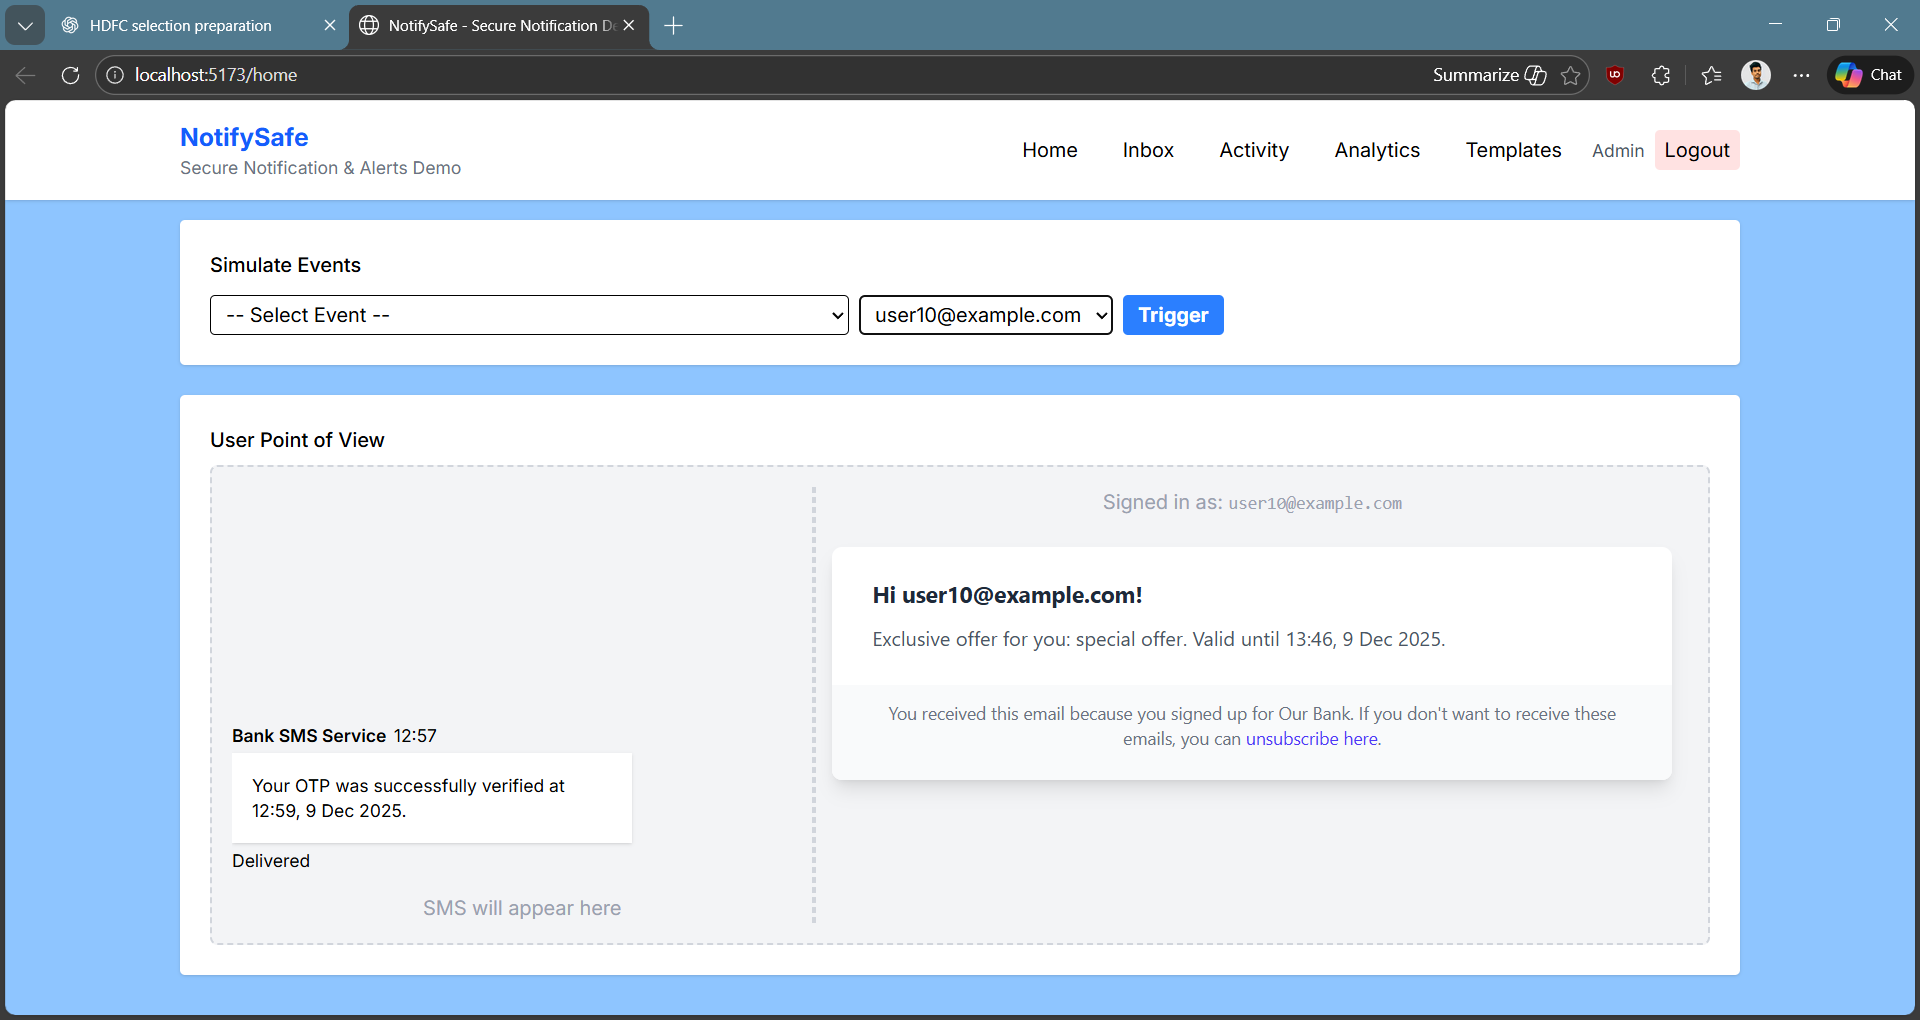 HDFC selection preparation
NotifySafe - Secure Notification De
localhost:5173/home
Summarize
Chat
NotifySafe
Secure Notification & Alerts Demo
Home
Inbox
Activity
Analytics
Templates
Admin
Logout
Simulate Events
-- Select Event --
user10@example.com
Trigger
User Point of View
Bank SMS Service 12:57
Your OTP was successfully verified at
12:59, 9 Dec 2025.
Delivered
SMS will appear here
Signed in as: user10@example.com
Hi user10@example.com!
Exclusive offer for you: special offer. Valid until 13:46, 9 Dec 2025.
You received this email because you signed up for Our Bank. If you don't want to receive these
emails, you can unsubscribe here.